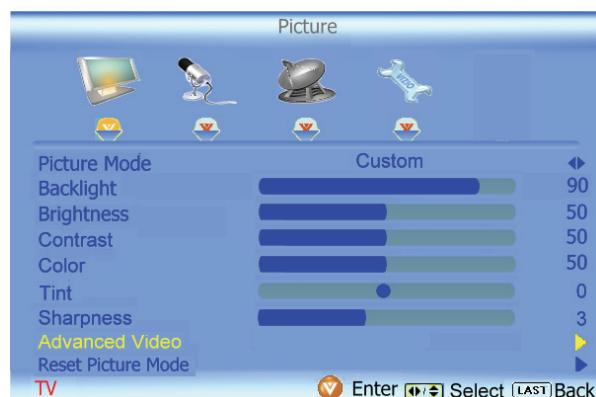 Picture
VIZIO
Picture Mode Custom
Backlight 90
Brightness 50
Contrast 50
Color 50
Tint 0
Sharpness 3
Advanced Video
Reset Picture Mode
TV Enter Select LAST Back